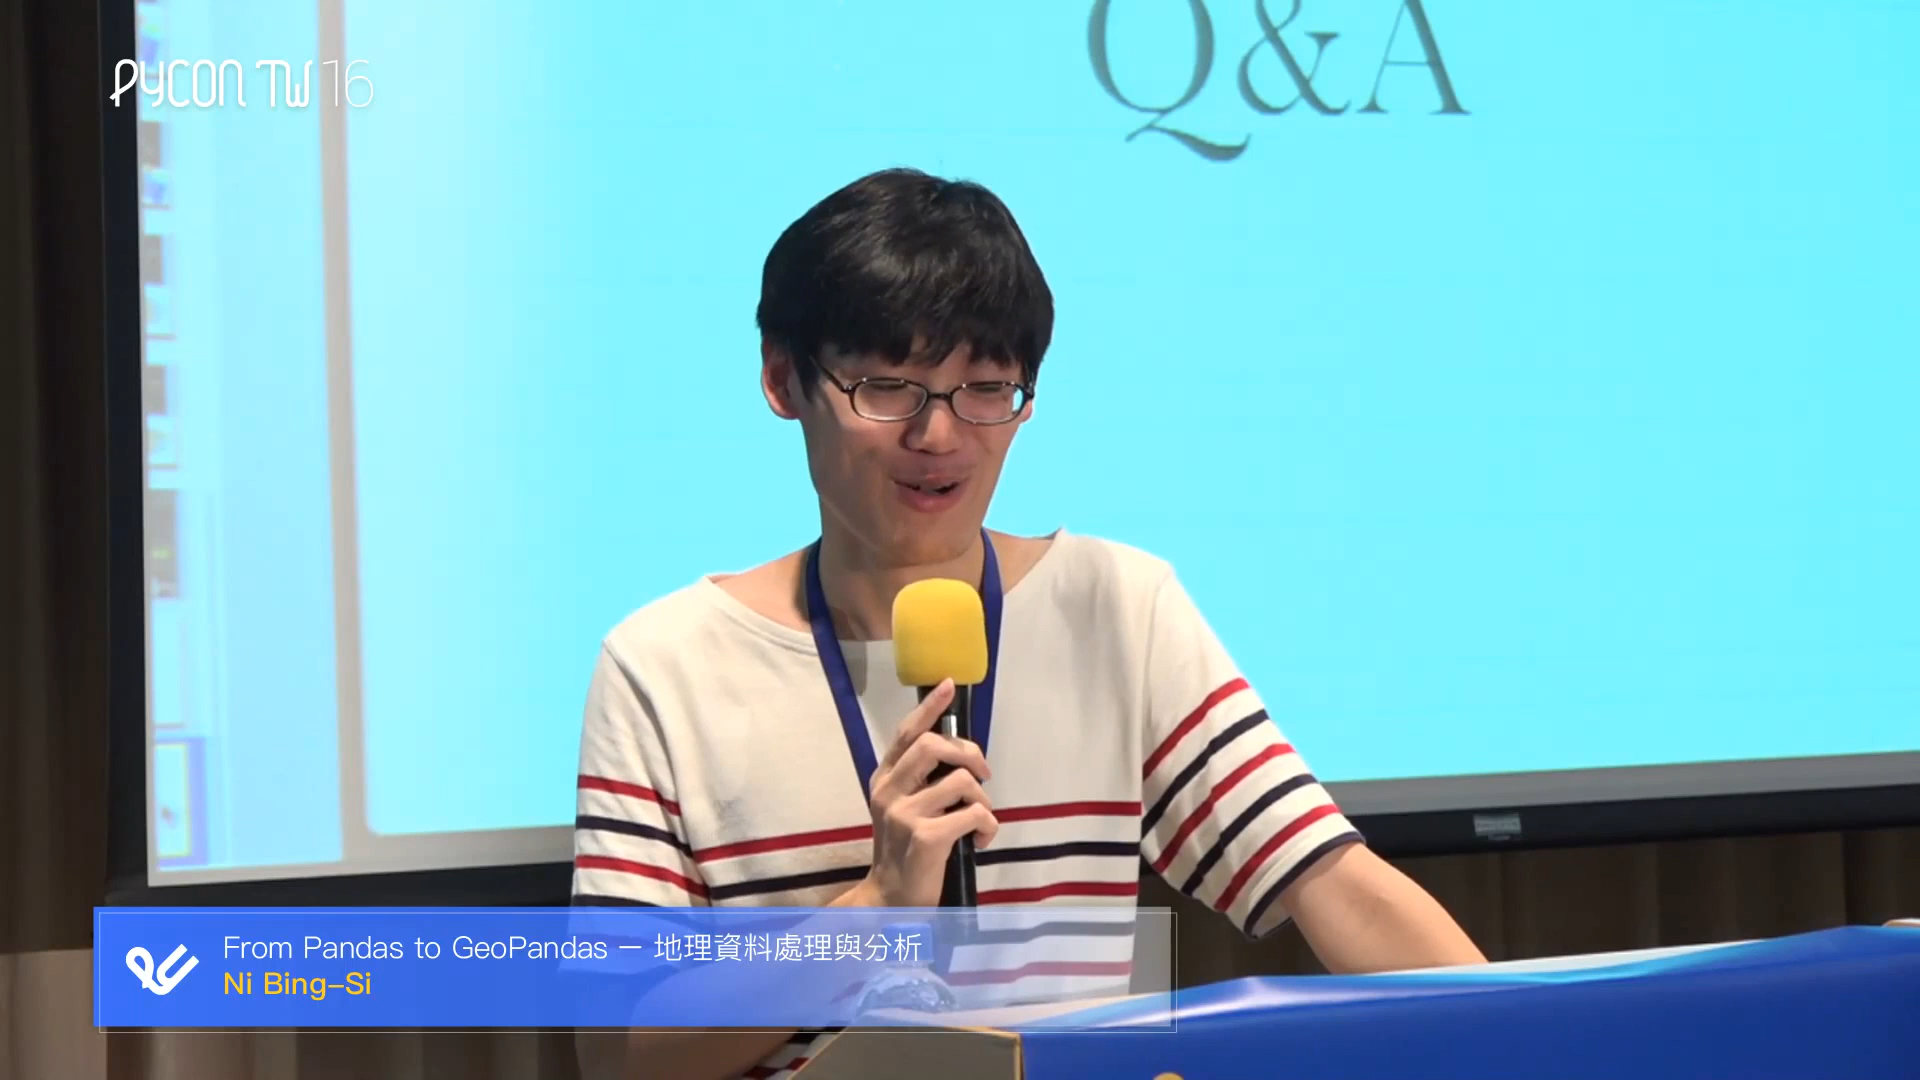 Q&A
PYCON TW 16
From Pandas to GeoPandas — 地理資料處理與分析
Ni Bing-Si